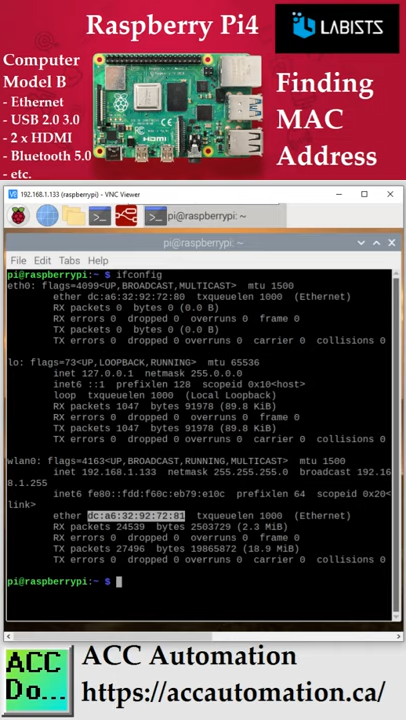 Raspberry Pi4
LABISTS
Computer
Model B
- Ethernet
- USB 2.0 3.0
- 2 x HDMI
- Bluetooth 5.0
- etc.
Finding
MAC
Address
192.168.1.133 (raspberrypi) - VNC Viewer
pi@raspberrypi: ~
pi@raspberrypi: ~
File Edit Tabs Help
pi@raspberrypi:~ $ ifconfig
eth0: flags=4099<UP,BROADCAST,MULTICAST> mtu 1500
ether dc:a6:32:92:72:80 txqueuelen 1000 (Ethernet)
RX packets 0 bytes 0 (0.0 B)
RX errors 0 dropped 0 overruns 0 frame 0
TX packets 0 bytes 0 (0.0 B)
TX errors 0 dropped 0 overruns 0 carrier 0 collisions 0
lo: flags=73<UP,LOOPBACK,RUNNING> mtu 65536
inet 127.0.0.1 netmask 255.0.0.0
inet6 ::1 prefixlen 128 scopeid 0x10<host>
loop txqueuelen 1000 (Local Loopback)
RX packets 1047 bytes 91978 (89.8 KiB)
RX errors 0 dropped 0 overruns 0 frame 0
TX packets 1047 bytes 91978 (89.8 KiB)
TX errors 0 dropped 0 overruns 0 carrier 0 collisions 0
wlan0: flags=4163<UP,BROADCAST,RUNNING,MULTICAST> mtu 1500
inet 192.168.1.133 netmask 255.255.255.0 broadcast 192.16
8.1.255
inet6 fe80::fdd:f60c:eb79:e10c prefixlen 64 scopeid 0x20<
link>
ether dc:a6:32:92:72:81 txqueuelen 1000 (Ethernet)
RX packets 24539 bytes 2503729 (2.3 MiB)
RX errors 0 dropped 0 overruns 0 frame 0
TX packets 27496 bytes 19865872 (18.9 MiB)
TX errors 0 dropped 0 overruns 0 carrier 0 collisions 0
pi@raspberrypi:~ $
ACC
Do...
ACC Automation
https://accautomation.ca/